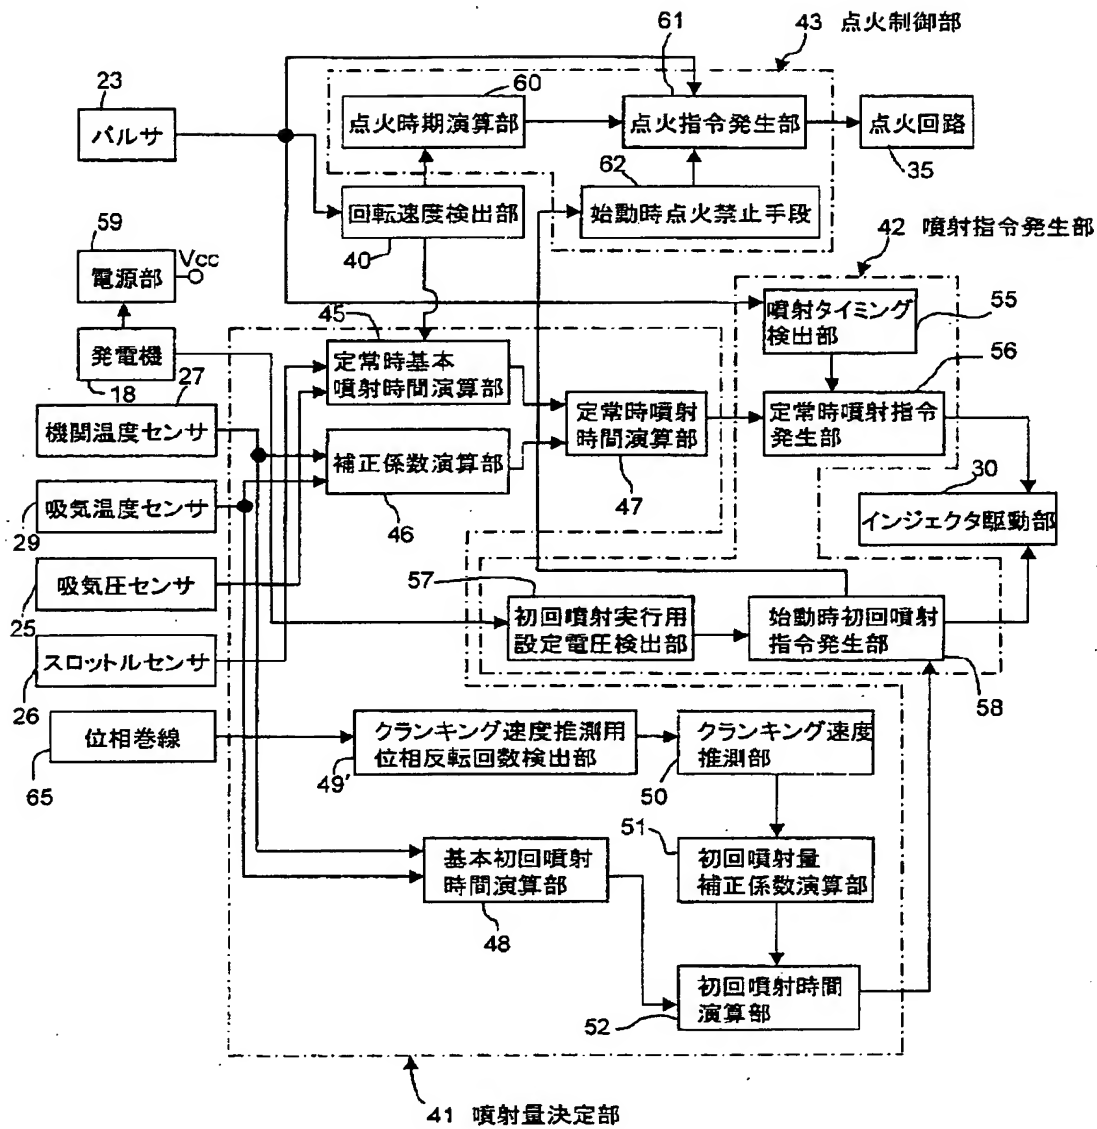 43 点火制御部
61
60
23
パルサ
点火時期演算部
点火指令発生部
点火回路
35
62
回転速度検出部
40
始動時点火禁止手段
42 噴射指令発生部
59
電源部
Vcc
発電機
18
45
定常時基本
噴射時間演算部
噴射タイミング
検出部
55
56
27
機関温度センサ
補正係数演算部
46
定常時噴射
時間演算部
47
定常時噴射指令
発生部
吸気温度センサ
29
30
インジェクタ駆動部
吸気圧センサ
25
57
初回噴射実行用
設定電圧検出部
始動時初回噴射
指令発生部
58
スロットルセンサ
26
位相巻線
65
クランキング速度推測用
位相反転回数検出部
49'
クランキング速度
推測部
50
51
初回噴射量
補正係数演算部
基本初回噴射
時間演算部
48
初回噴射時間
演算部
52
41 噴射量決定部